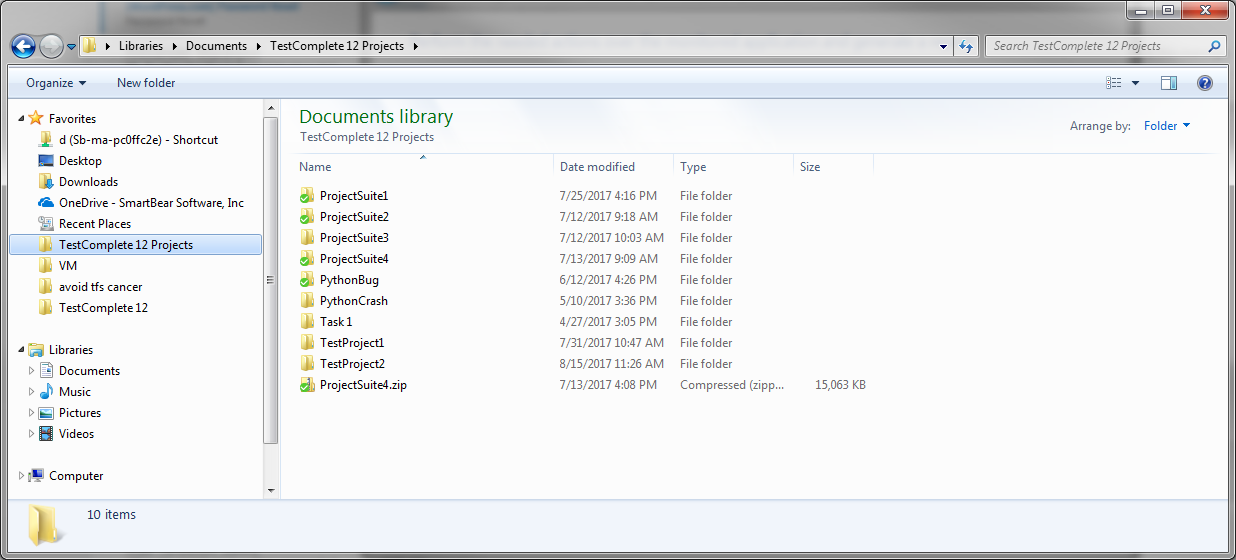 Libraries Documents TestComplete 12 Projects
Search TestComplete 12 Projects
Organize New folder
Favorites
d (Sb-ma-pc0ffc2e) - Shortcut
Desktop
Downloads
OneDrive - SmartBear Software, Inc
Recent Places
TestComplete 12 Projects
VM
avoid tfs cancer
TestComplete 12
Libraries
Documents
Music
Pictures
Videos
Computer
Documents library
TestComplete 12 Projects
Arrange by: Folder
Name Date modified Type Size
ProjectSuite1 7/25/2017 4:16 PM File folder
ProjectSuite2 7/12/2017 9:18 AM File folder
ProjectSuite3 7/12/2017 10:03 AM File folder
ProjectSuite4 7/13/2017 9:09 AM File folder
PythonBug 6/12/2017 4:26 PM File folder
PythonCrash 5/10/2017 3:36 PM File folder
Task 1 4/27/2017 3:05 PM File folder
TestProject1 7/31/2017 10:47 AM File folder
TestProject2 8/15/2017 11:26 AM File folder
ProjectSuite4.zip 7/13/2017 4:08 PM Compressed (zipp... 15,063 KB
10 items